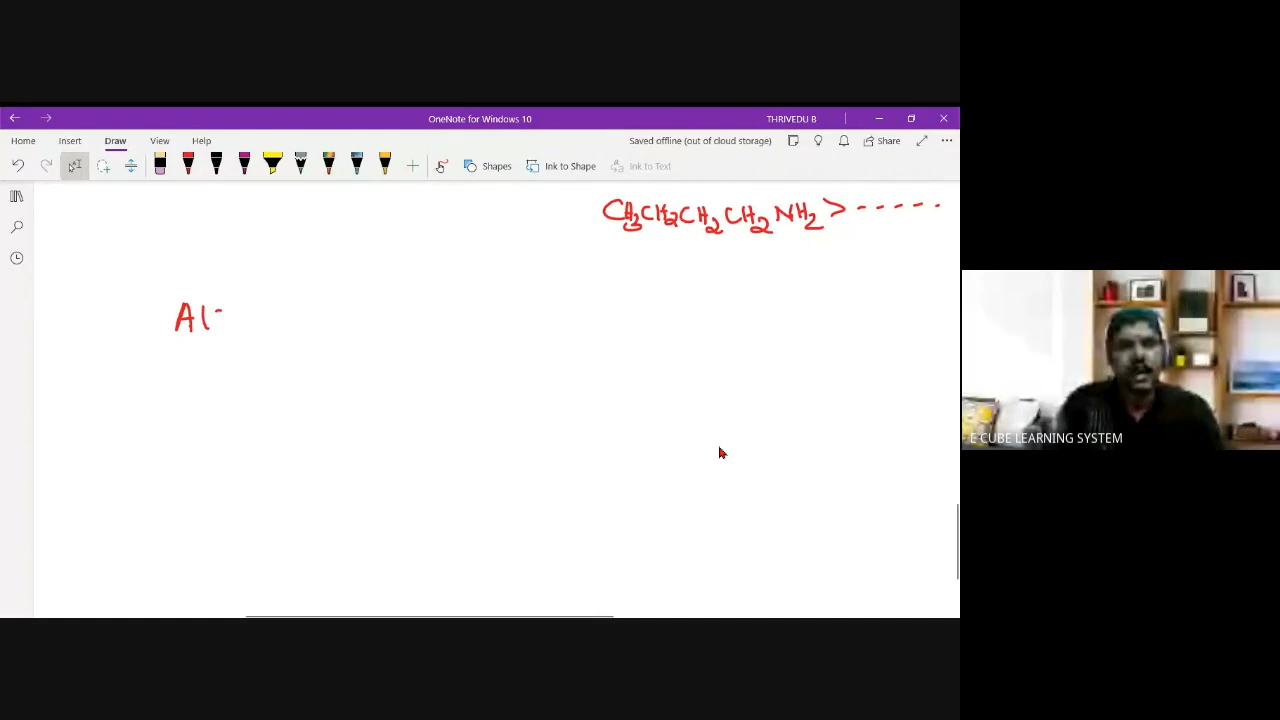 OneNote for Windows 10
THRIVEDU B
Home Insert Draw View Help
Saved offline (out of cloud storage)
Share
Shapes
Ink to Shape
Ink to Text
CH3CH2CH2CH2NH2> - - - - -
E CUBE LEARNING SYSTEM